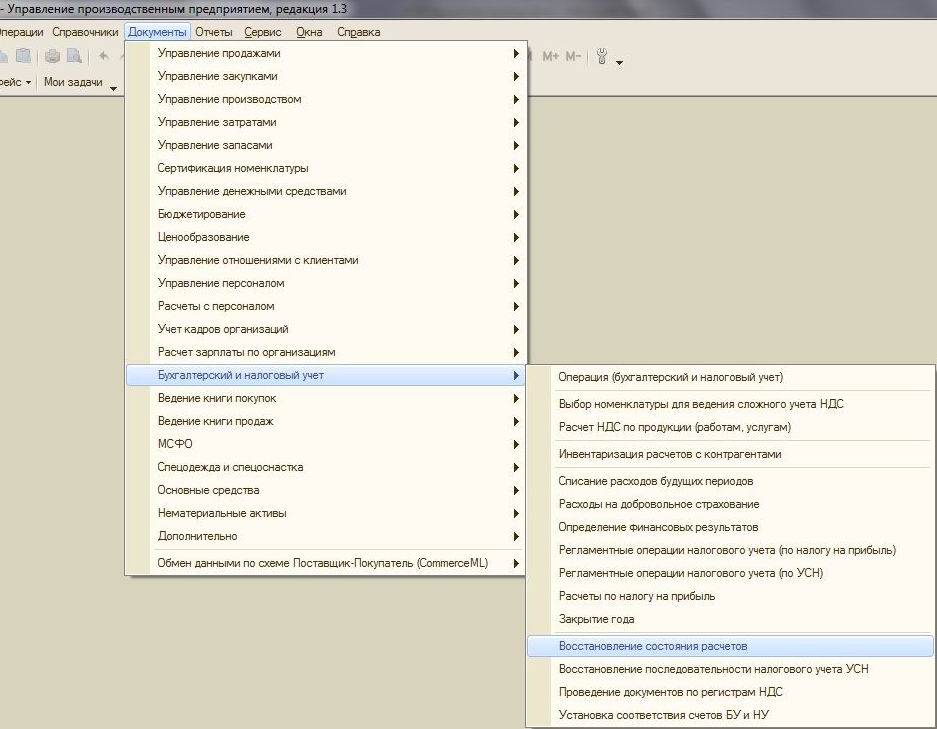 - Управление производственным предприятием, редакция 1.3
Операции Справочники Документы Отчеты Сервис Окна Справка
M+ M-
фейс Мои задачи
Управление продажами
Управление закупками
Управление производством
Управление затратами
Управление запасами
Сертификация номенклатуры
Управление денежными средствами
Бюджетирование
Ценообразование
Управление отношениями с клиентами
Управление персоналом
Расчеты с персоналом
Учет кадров организаций
Расчет зарплаты по организациям
Бухгалтерский и налоговый учет
Ведение книги покупок
Ведение книги продаж
МСФО
Спецодежда и спецоснастка
Основные средства
Нематериальные активы
Дополнительно
Обмен данными по схеме Поставщик-Покупатель (CommerceML)
Операция (бухгалтерский и налоговый учет)
Выбор номенклатуры для ведения сложного учета НДС
Расчет НДС по продукции (работам, услугам)
Инвентаризация расчетов с контрагентами
Списание расходов будущих периодов
Расходы на добровольное страхование
Определение финансовых результатов
Регламентные операции налогового учета (по налогу на прибыль)
Регламентные операции налогового учета (по УСН)
Расчеты по налогу на прибыль
Закрытие года
Восстановление состояния расчетов
Восстановление последовательности налогового учета УСН
Проведение документов по регистрам НДС
Установка соответствия счетов БУ и НУ